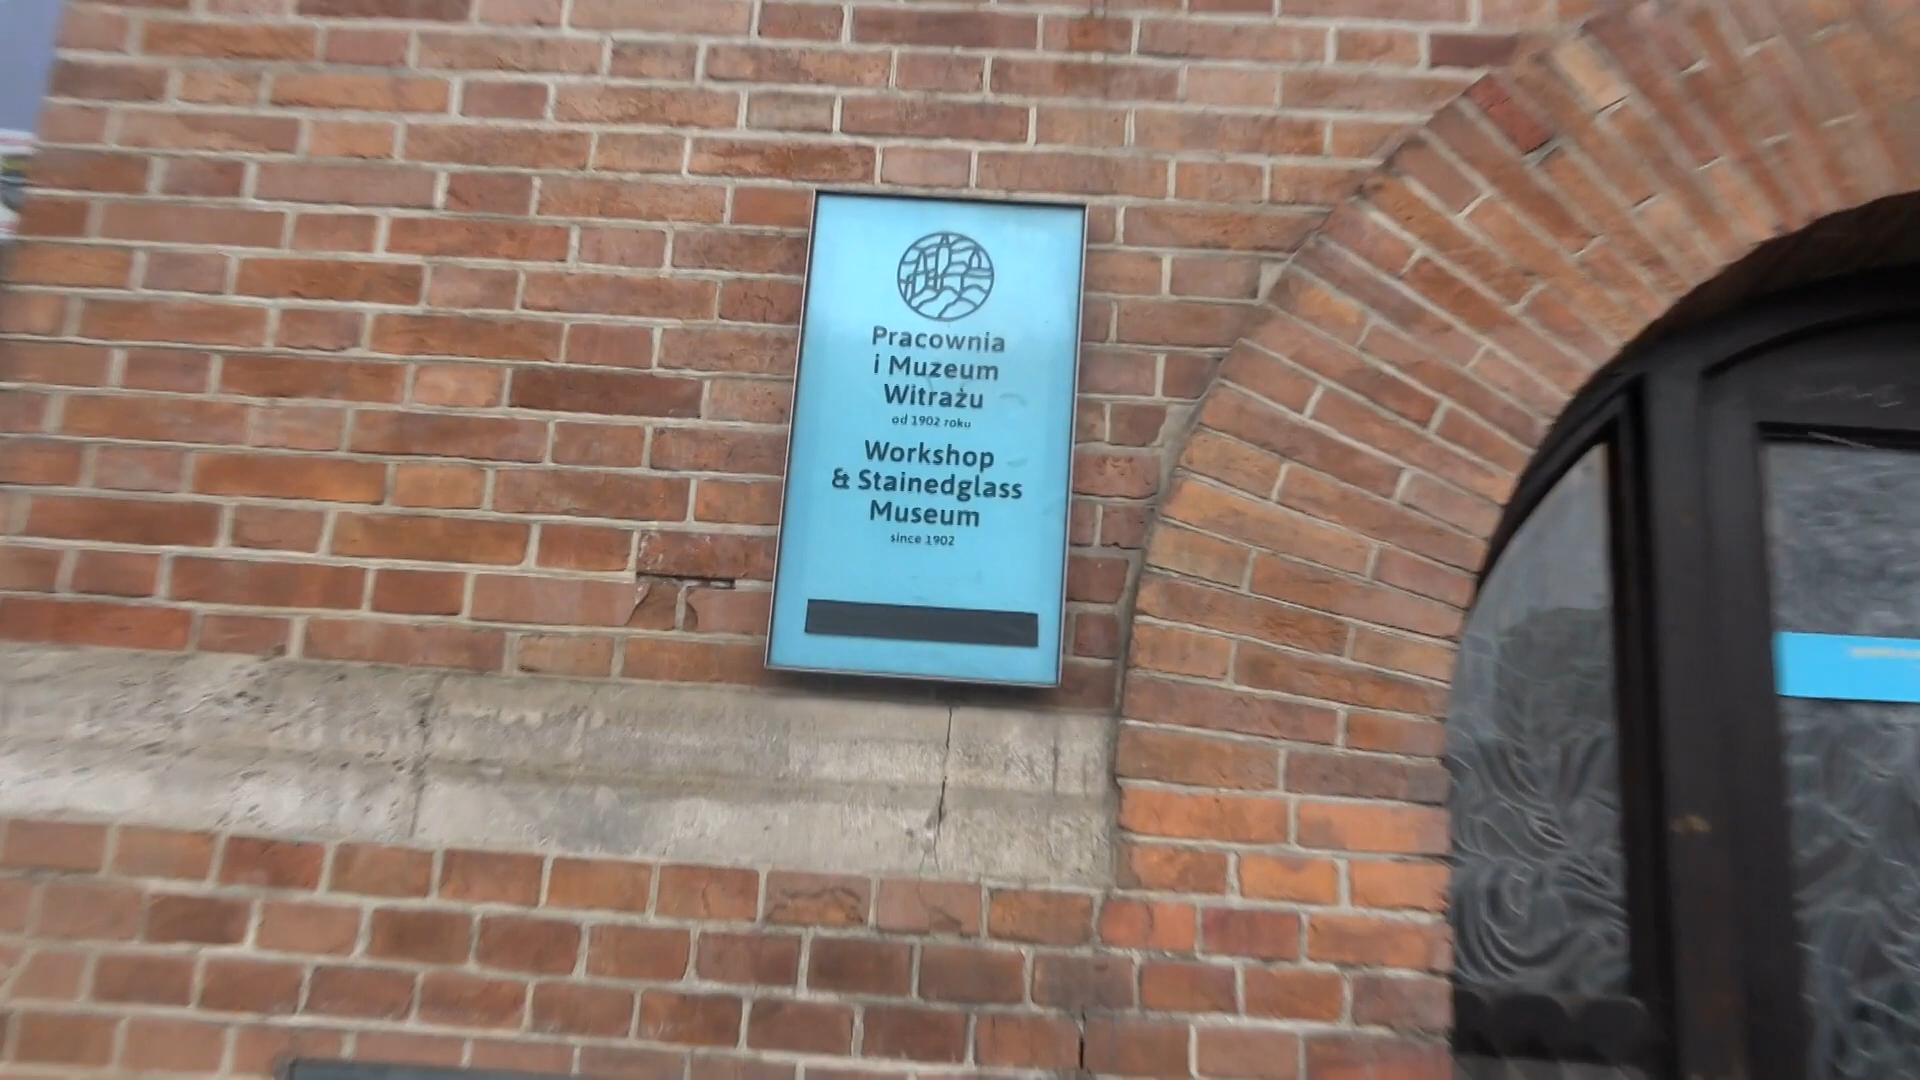 Pracownia
i Muzeum
Witrażu
od 1902 roku
Workshop
& Stainedglass
Museum
since 1902